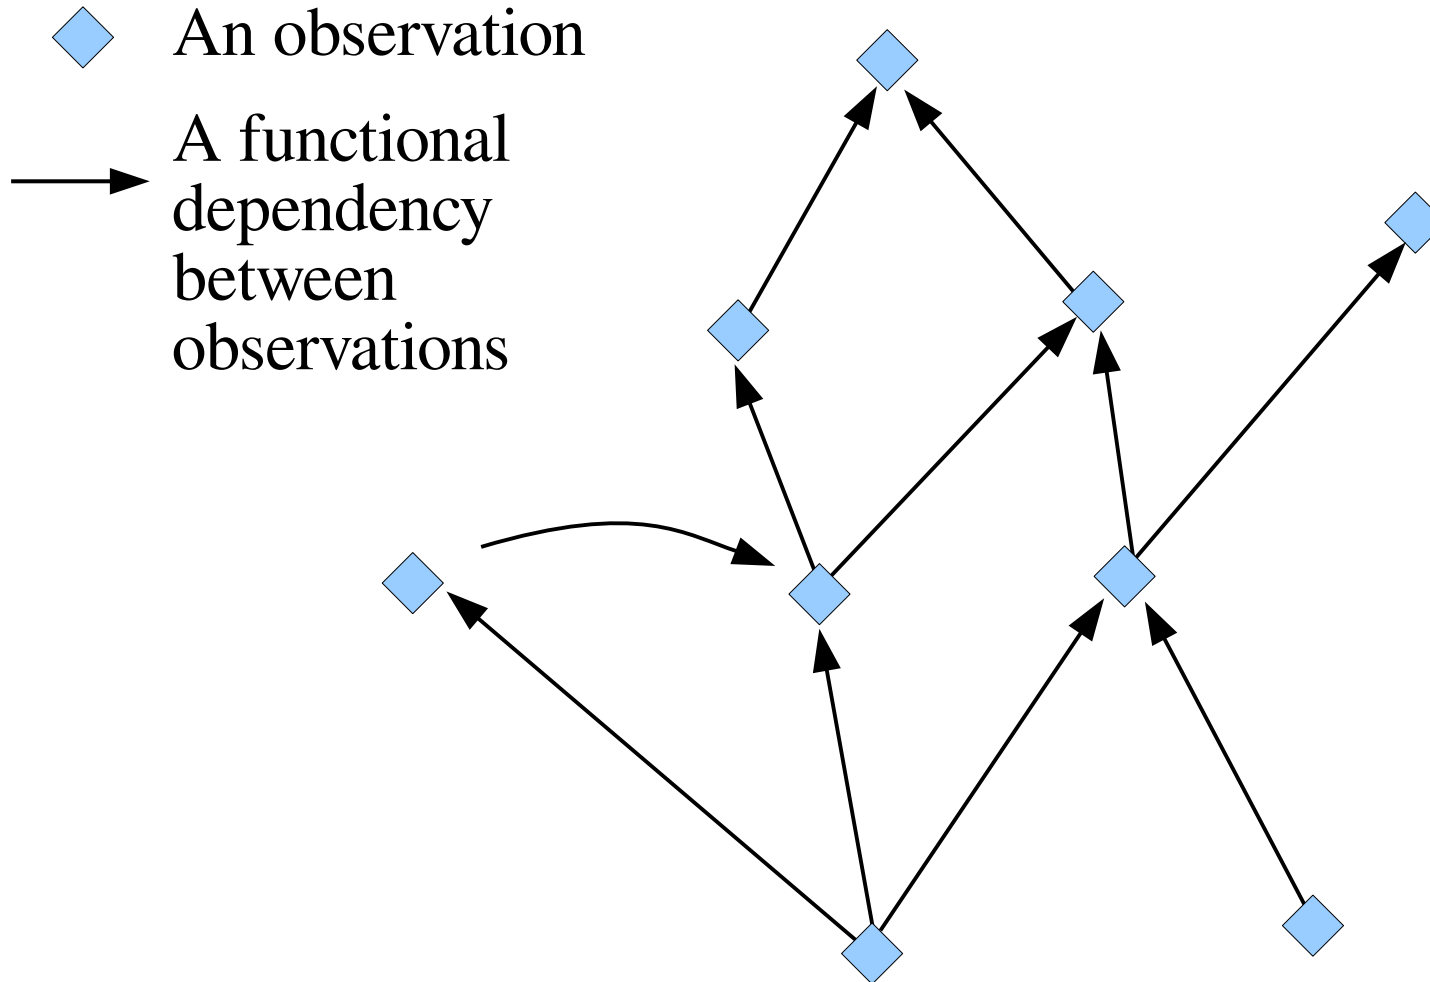 An observation
A functional
dependency
between
observations